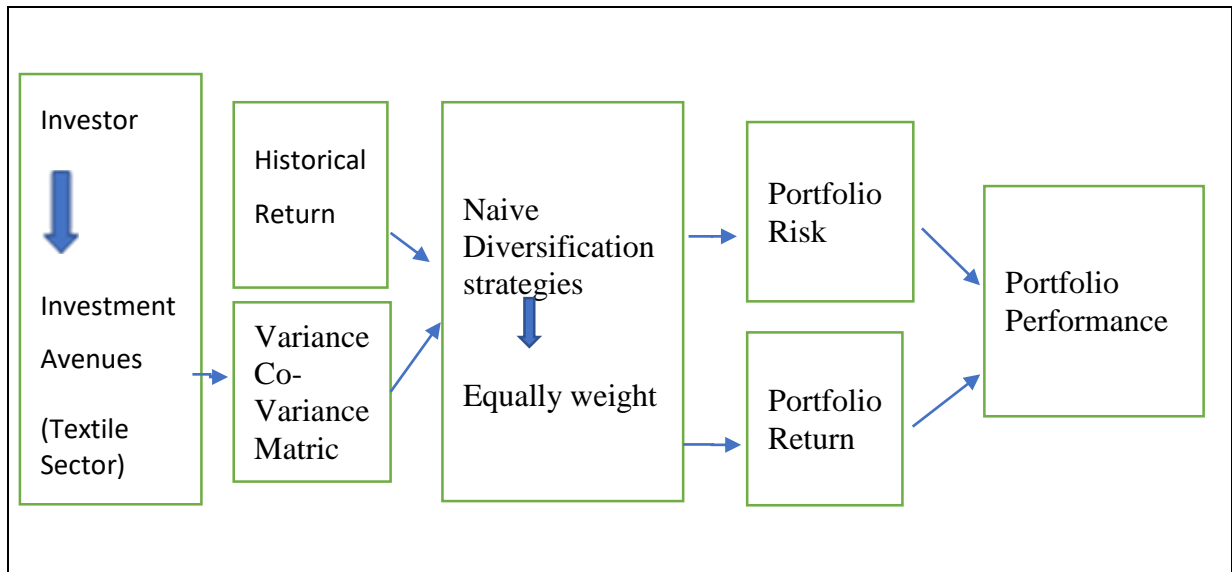 Investor
Investment
Avenues
(Textile
Sector)
Historical
Return
Variance
Co-
Variance
Matric
Naive
Diversification
strategies
Equally weight
Portfolio
Risk
Portfolio
Return
Portfolio
Performance